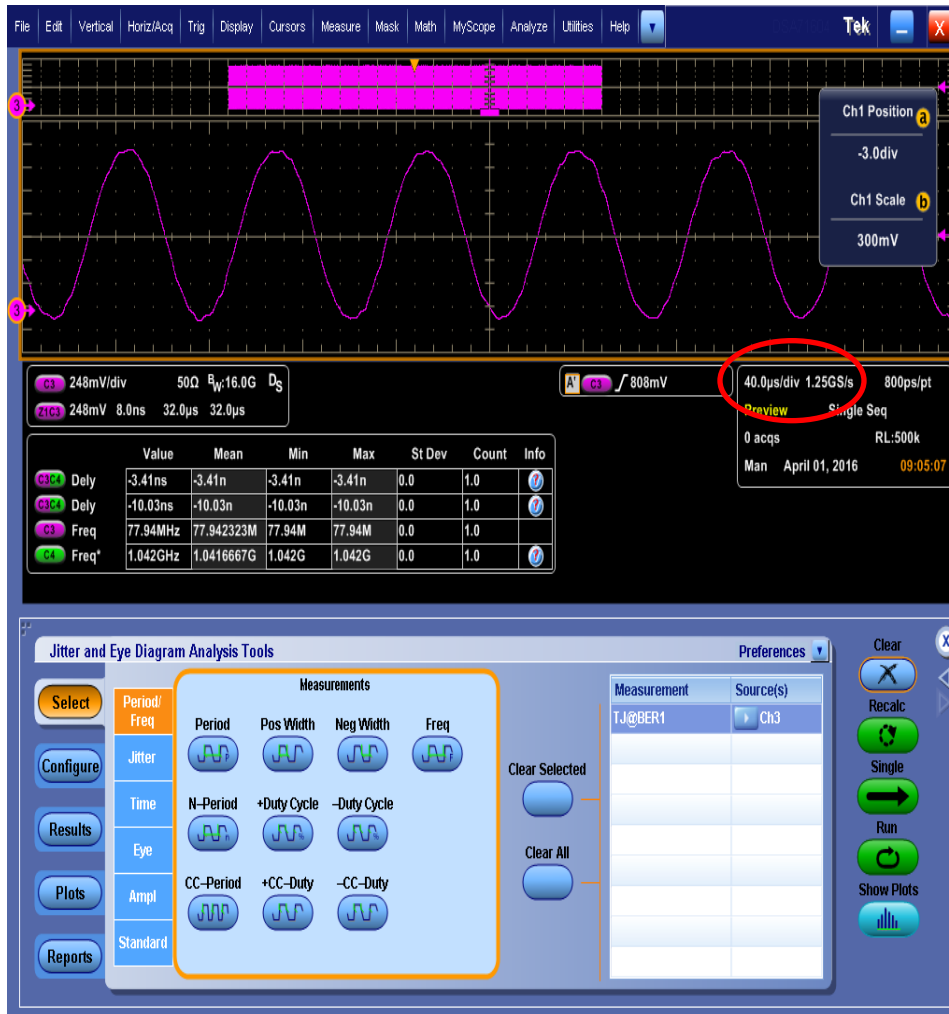 File Edit Vertical Horiz/Acq Trig Display Cursors Measure Mask Math MyScope Analyze Utilities Help Tek X
3
Ch1 Position a
-3.0div
Ch1 Scale b
300mV
3
C3 248mV/div 50Ω BW:16.0G DS
Z1C3 248mV 8.0ns 32.0µs 32.0µs
A' C3 808mV
40.0µs/div 1.25GS/s 800ps/pt
Preview Single Seq
0 acqs RL:500k
Man April 01, 2016 09:05:07
Value Mean Min Max St Dev Count Info
C3C4 Dely -3.41ns -3.41n -3.41n -3.41n 0.0 1.0
C3C4 Dely -10.03ns -10.03n -10.03n -10.03n 0.0 1.0
C3 Freq 77.94MHz 77.942323M 77.94M 77.94M 0.0 1.0
C4 Freq* 1.042GHz 1.0416667G 1.042G 1.042G 0.0 1.0
Jitter and Eye Diagram Analysis Tools
Preferences
X
Select
Configure
Results
Plots
Reports
Period/
Freq
Jitter
Time
Eye
Ampl
Standard
Measurements
Period Pos Width Neg Width Freq
N-Period +Duty Cycle -Duty Cycle
CC-Period +CC-Duty -CC-Duty
Clear Selected
Clear All
Measurement Source(s)
TJ@BER1 Ch3
Clear
Recalc
Single
Run
Show Plots